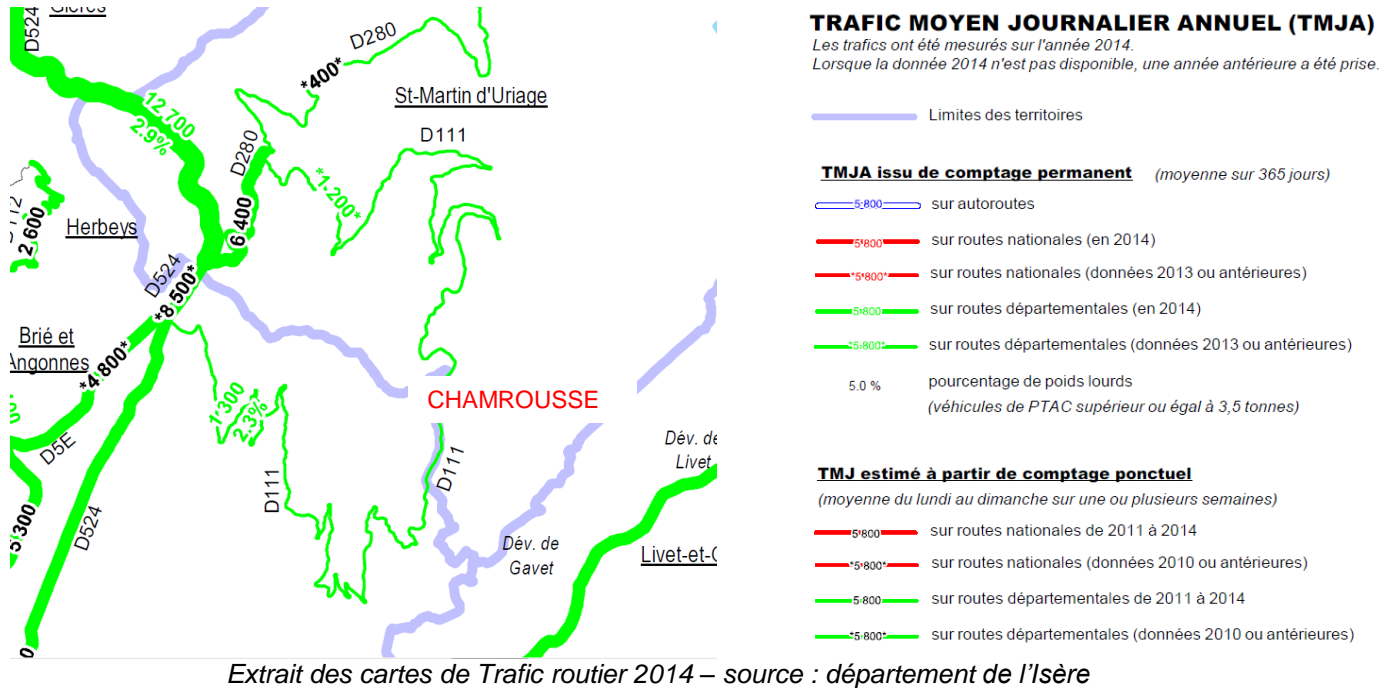 Gières
D524
D280
*400*
St-Martin d'Uriage
12 700
2.9%
D280
D111
*1 200*
6 400
2 600
Herbeys
D524
*8 500*
Brié et
Angonnes
*4 800*
1 300
2.3%
CHAMROUSSE
D5E
D111
D111
Dév. de
Livet
5 300
D524
Dév. de
Gavet
Livet-et-G
0
TRAFIC MOYEN JOURNALIER ANNUEL (TMJA)
Les trafics ont été mesurés sur l'année 2014.
Lorsque la donnée 2014 n'est pas disponible, une année antérieure a été prise.
Limites des territoires
TMJA issu de comptage permanent (moyenne sur 365 jours)
5 800 sur autoroutes
5 800 sur routes nationales (en 2014)
*5 800* sur routes nationales (données 2013 ou antérieures)
5 800 sur routes départementales (en 2014)
*5 800* sur routes départementales (données 2013 ou antérieures)
5.0 % pourcentage de poids lourds
(véhicules de PTAC supérieur ou égal à 3,5 tonnes)
TMJ estimé à partir de comptage ponctuel
(moyenne du lundi au dimanche sur une ou plusieurs semaines)
5 800 sur routes nationales de 2011 à 2014
*5 800* sur routes nationales (données 2010 ou antérieures)
5 800 sur routes départementales de 2011 à 2014
*5 800* sur routes départementales (données 2010 ou antérieures)
Extrait des cartes de Trafic routier 2014 – source : département de l'Isère